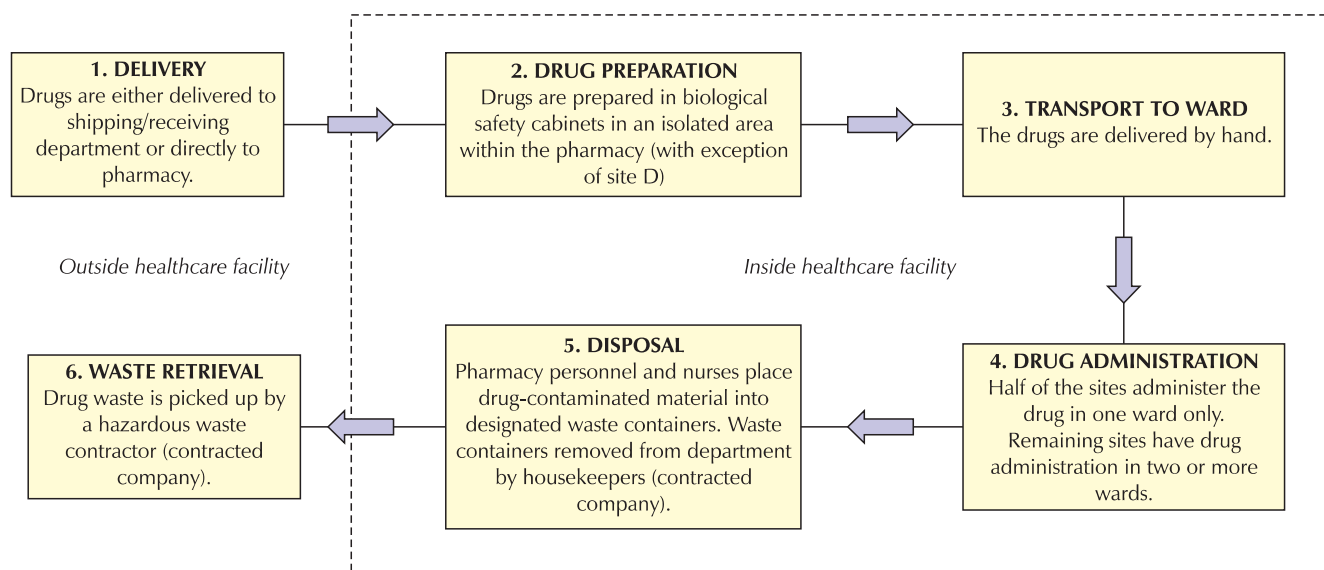 1. DELIVERY
Drugs are either delivered to
shipping/receiving
department or directly to
pharmacy.
2. DRUG PREPARATION
Drugs are prepared in biological
safety cabinets in an isolated area
within the pharmacy (with exception
of site D)
3. TRANSPORT TO WARD
The drugs are delivered by hand.
Outside healthcare facility
Inside healthcare facility
4. DRUG ADMINISTRATION
Half of the sites administer the
drug in one ward only.
Remaining sites have drug
administration in two or more
wards.
5. DISPOSAL
Pharmacy personnel and nurses place
drug-contaminated material into
designated waste containers. Waste
containers removed from department
by housekeepers (contracted
company).
6. WASTE RETRIEVAL
Drug waste is picked up by
a hazardous waste
contractor (contracted
company).